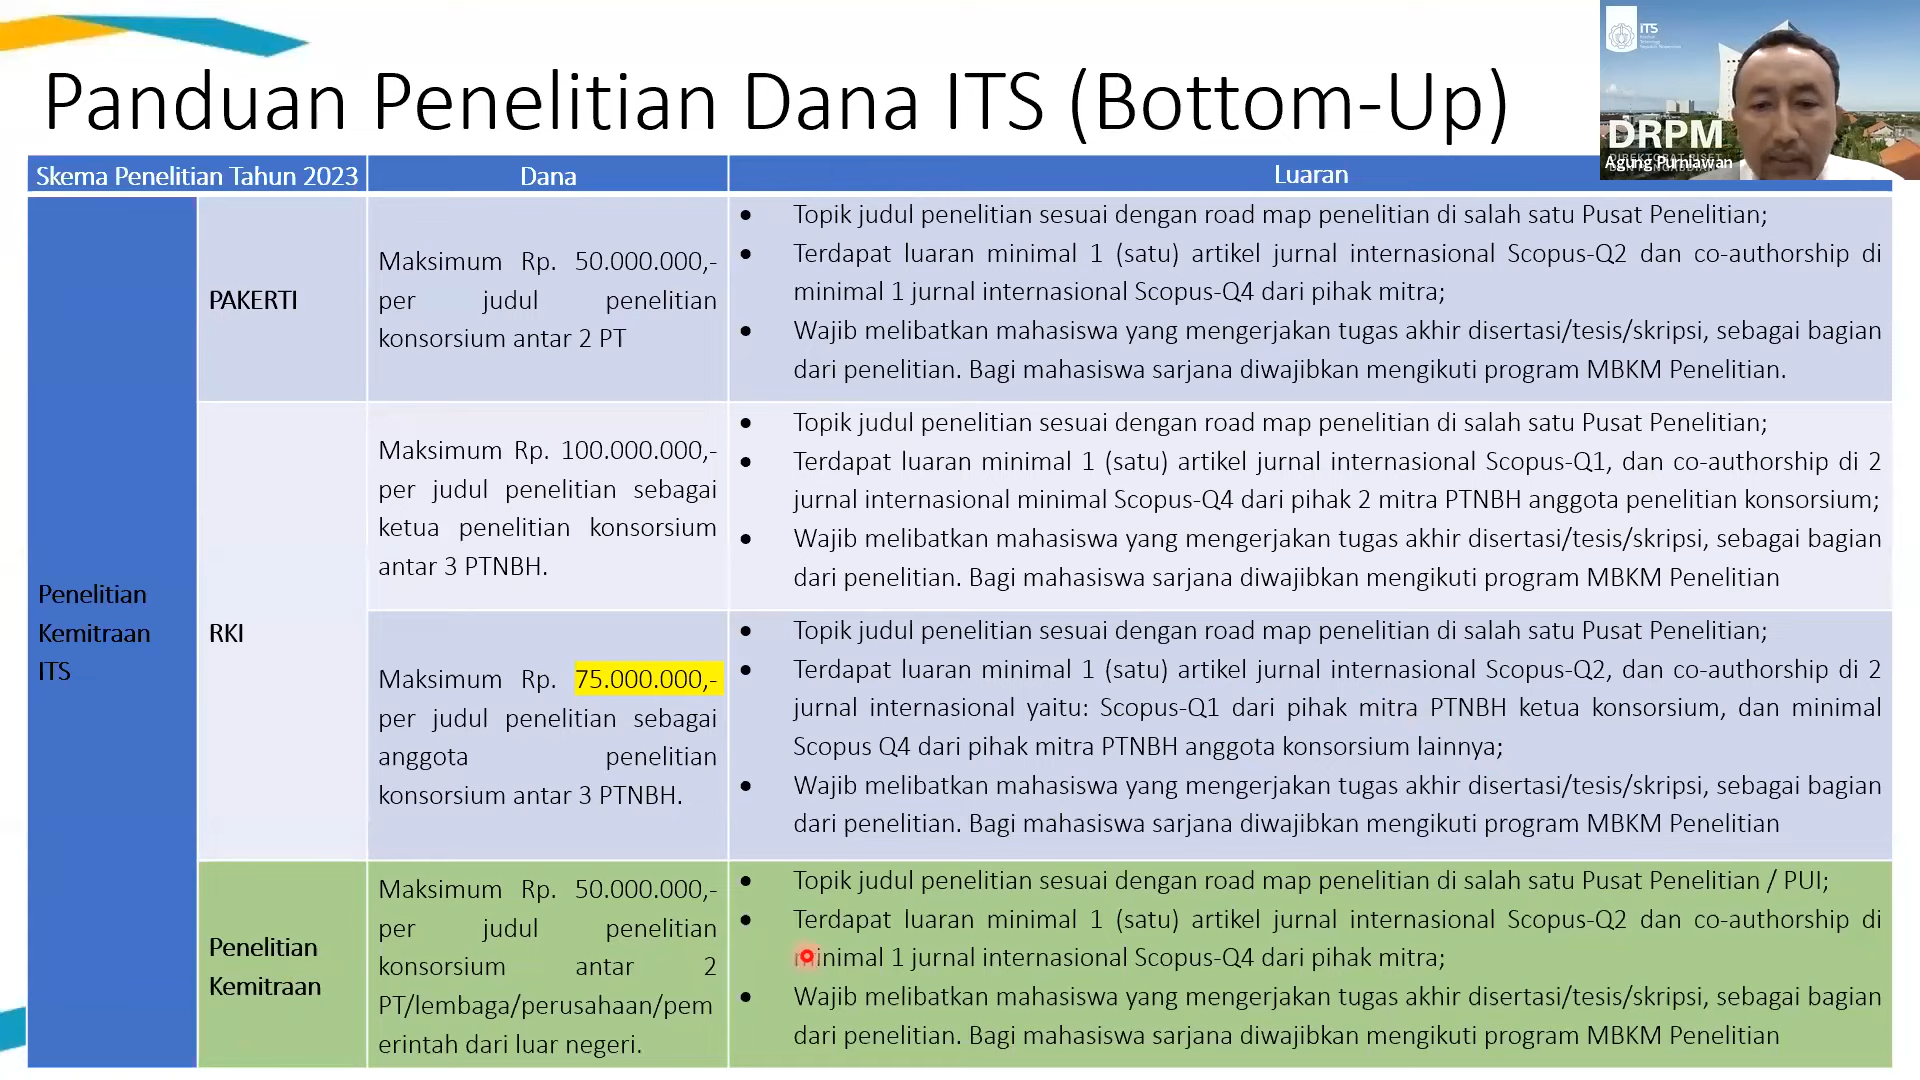 Panduan Penelitian Dana ITS (Bottom-Up)
ITS
DRPM
Agung Purniawan
Skema Penelitian Tahun 2023
Dana
Luaran
Penelitian
Kemitraan
ITS
PAKERTI
Maksimum Rp. 50.000.000,-
per judul penelitian
konsorsium antar 2 PT
• Topik judul penelitian sesuai dengan road map penelitian di salah satu Pusat Penelitian;
• Terdapat luaran minimal 1 (satu) artikel jurnal internasional Scopus-Q2 dan co-authorship di
minimal 1 jurnal internasional Scopus-Q4 dari pihak mitra;
• Wajib melibatkan mahasiswa yang mengerjakan tugas akhir disertasi/tesis/skripsi, sebagai bagian
dari penelitian. Bagi mahasiswa sarjana diwajibkan mengikuti program MBKM Penelitian.
RKI
Maksimum Rp. 100.000.000,-
per judul penelitian sebagai
ketua penelitian konsorsium
antar 3 PTNBH.
• Topik judul penelitian sesuai dengan road map penelitian di salah satu Pusat Penelitian;
• Terdapat luaran minimal 1 (satu) artikel jurnal internasional Scopus-Q1, dan co-authorship di 2
jurnal internasional minimal Scopus-Q4 dari pihak 2 mitra PTNBH anggota penelitian konsorsium;
• Wajib melibatkan mahasiswa yang mengerjakan tugas akhir disertasi/tesis/skripsi, sebagai bagian
dari penelitian. Bagi mahasiswa sarjana diwajibkan mengikuti program MBKM Penelitian
Maksimum Rp. 75.000.000,-
per judul penelitian sebagai
anggota penelitian
konsorsium antar 3 PTNBH.
• Topik judul penelitian sesuai dengan road map penelitian di salah satu Pusat Penelitian;
• Terdapat luaran minimal 1 (satu) artikel jurnal internasional Scopus-Q2, dan co-authorship di 2
jurnal internasional yaitu: Scopus-Q1 dari pihak mitra PTNBH ketua konsorsium, dan minimal
Scopus Q4 dari pihak mitra PTNBH anggota konsorsium lainnya;
• Wajib melibatkan mahasiswa yang mengerjakan tugas akhir disertasi/tesis/skripsi, sebagai bagian
dari penelitian. Bagi mahasiswa sarjana diwajibkan mengikuti program MBKM Penelitian
Penelitian
Kemitraan
Maksimum Rp. 50.000.000,-
per judul penelitian
konsorsium antar 2
PT/lembaga/perusahaan/pem
erintah dari luar negeri.
• Topik judul penelitian sesuai dengan road map penelitian di salah satu Pusat Penelitian / PUI;
• Terdapat luaran minimal 1 (satu) artikel jurnal internasional Scopus-Q2 dan co-authorship di
minimal 1 jurnal internasional Scopus-Q4 dari pihak mitra;
• Wajib melibatkan mahasiswa yang mengerjakan tugas akhir disertasi/tesis/skripsi, sebagai bagian
dari penelitian. Bagi mahasiswa sarjana diwajibkan mengikuti program MBKM Penelitian